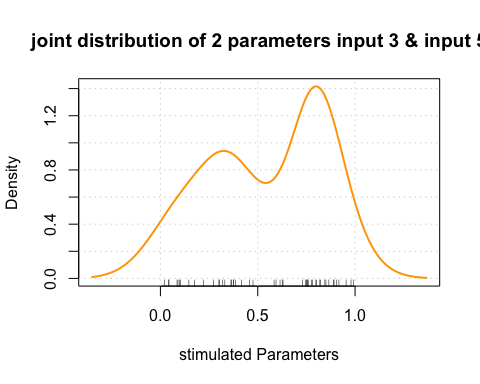 joint distribution of 2 parameters input 3 & input 5
Density
0.0 0.4 0.8 1.2
0.0 0.5 1.0
stimulated Parameters